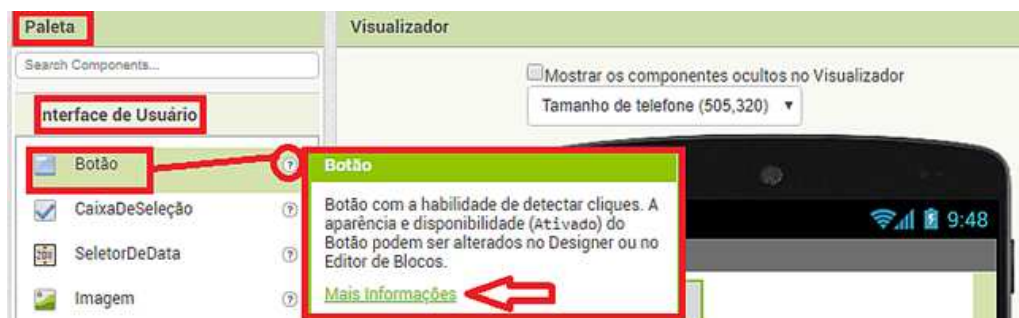 Paleta
Visualizador
Search Components...
Mostrar os componentes ocultos no Visualizador
Tamanho de telefone (505,320)
nterface de Usuário
Botão
CaixaDeSeleção
SeletorDeData
Imagem
Botão
Botão com a habilidade de detectar cliques. A
aparência e disponibilidade (Ativado) do
Botão podem ser alterados no Designer ou no
Editor de Blocos.
Mais Informações
9:48